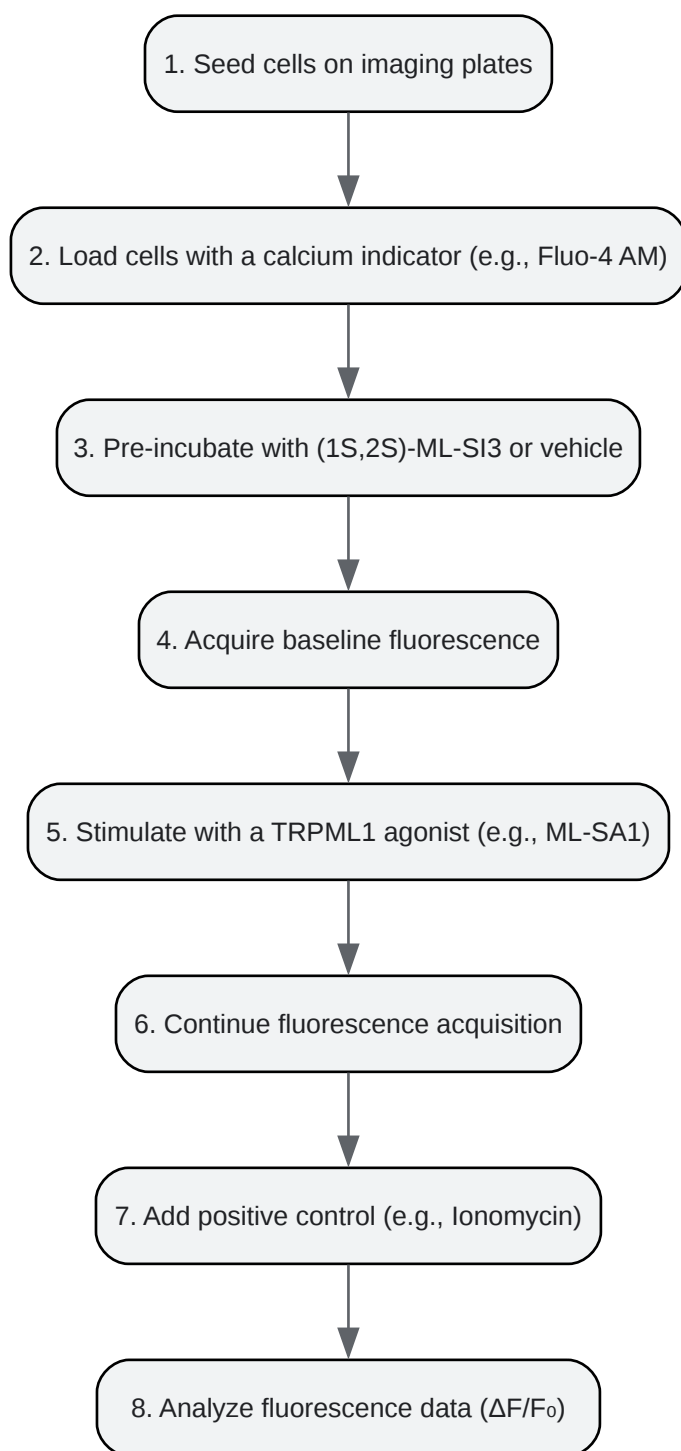 1. Seed cells on imaging plates
2. Load cells with a calcium indicator (e.g., Fluo-4 AM)
3. Pre-incubate with (1S,2S)-ML-SI3 or vehicle
4. Acquire baseline fluorescence
5. Stimulate with a TRPML1 agonist (e.g., ML-SA1)
6. Continue fluorescence acquisition
7. Add positive control (e.g., Ionomycin)
8. Analyze fluorescence data (ΔF/F₀)